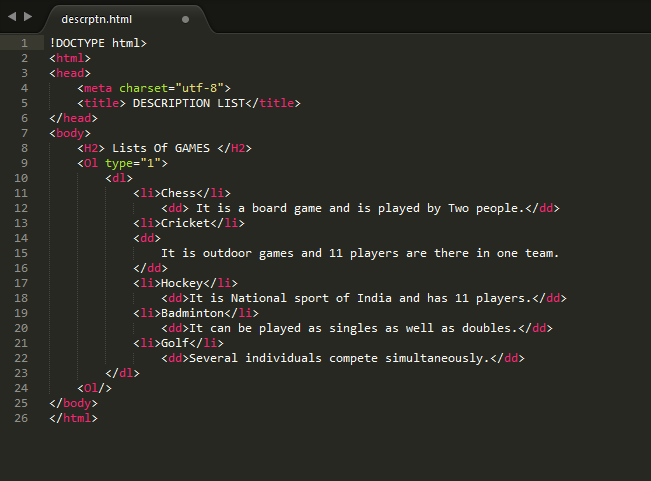 descrptn.html
1 !DOCTYPE html>
2 <html>
3 <head>
4     <meta charset="utf-8">
5     <title> DESCRIPTION LIST</title>
6 </head>
7 <body>
8     <H2> Lists Of GAMES </H2>
9     <Ol type="1">
10         <dl>
11             <li>Chess</li>
12                 <dd> It is a board game and is played by Two people.</dd>
13             <li>Cricket</li>
14             <dd>
15                 It is outdoor games and 11 players are there in one team.
16             </dd>
17             <li>Hockey</li>
18                 <dd>It is National sport of India and has 11 players.</dd>
19             <li>Badminton</li>
20                 <dd>It can be played as singles as well as doubles.</dd>
21             <li>Golf</li>
22                 <dd>Several individuals compete simultaneously.</dd>
23         </dl>
24     <Ol/>
25 </body>
26 </html>